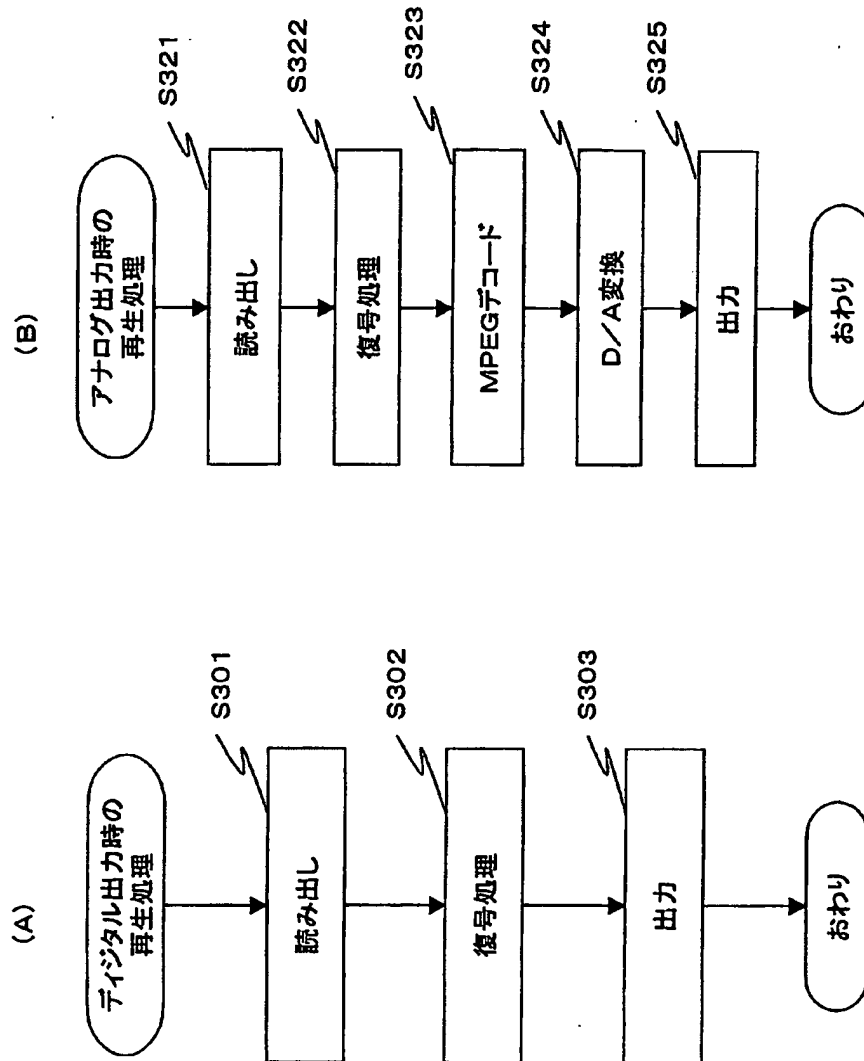 (A)
ディジタル出力時の
再生処理
S301
読み出し
S302
復号処理
S303
出力
おわり
(B)
アナログ出力時の
再生処理
S321
読み出し
S322
復号処理
S323
MPEGデコード
S324
D/A変換
S325
出力
おわり